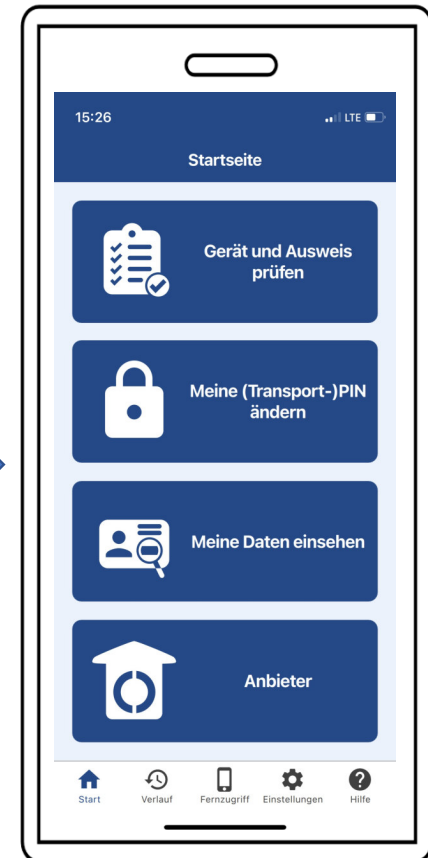 15:26 LTE
Startseite
Gerät und Ausweis
prüfen
Meine (Transport-)PIN
ändern
Meine Daten einsehen
Anbieter
Start Verlauf Fernzugriff Einstellungen Hilfe